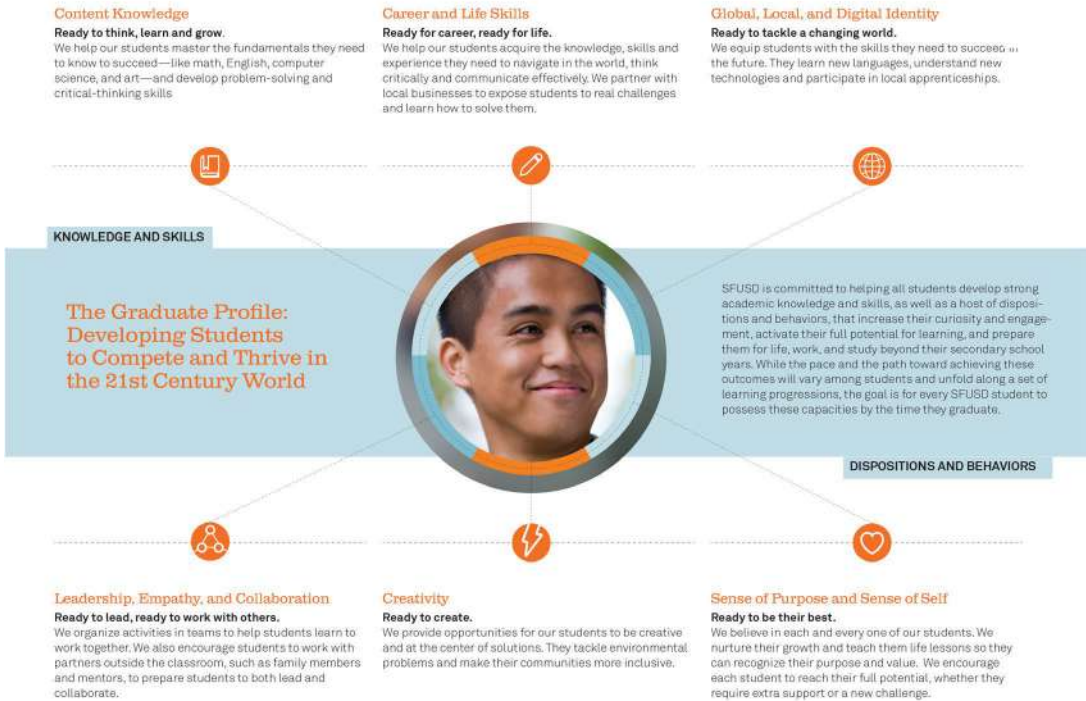 Content Knowledge
Ready to think, learn and grow.
We help our students master the fundamentals they need
to know to succeed—like math, English, computer
science, and art—and develop problem-solving and
critical-thinking skills
Career and Life Skills
Ready for career, ready for life.
We help our students acquire the knowledge, skills and
experience they need to navigate in the world, think
critically and communicate effectively. We partner with
local businesses to expose students to real challenges
and learn how to solve them.
Global, Local, and Digital Identity
Ready to tackle a changing world.
We equip students with the skills they need to succeed
the future. They learn new languages, understand new
technologies and participate in local apprenticeships.
KNOWLEDGE AND SKILLS
The Graduate Profile:
Developing Students
to Compete and Thrive in
the 21st Century World
SFUSD is committed to helping all students develop strong
academic knowledge and skills, as well as a host of disposi-
tions and behaviors, that increase their curiosity and engage-
ment, activate their full potential for learning, and prepare
them for life, work, and study beyond their secondary school
years. While the pace and the path toward achieving these
outcomes will vary among students and unfold along a set of
learning progressions, the goal is for every SFUSD student to
possess these capacities by the time they graduate.
DISPOSITIONS AND BEHAVIORS
Leadership, Empathy, and Collaboration
Ready to lead, ready to work with others.
We organize activities in teams to help students learn to
work together. We also encourage students to work with
partners outside the classroom, such as family members
and mentors, to prepare students to both lead and
collaborate.
Creativity
Ready to create.
We provide opportunities for our students to be creative
and at the center of solutions. They tackle environmental
problems and make their communities more inclusive.
Sense of Purpose and Sense of Self
Ready to be their best.
We believe in each and every one of our students. We
nurture their growth and teach them life lessons so they
can recognize their purpose and value. We encourage
each student to reach their full potential, whether they
require extra support or a new challenge.